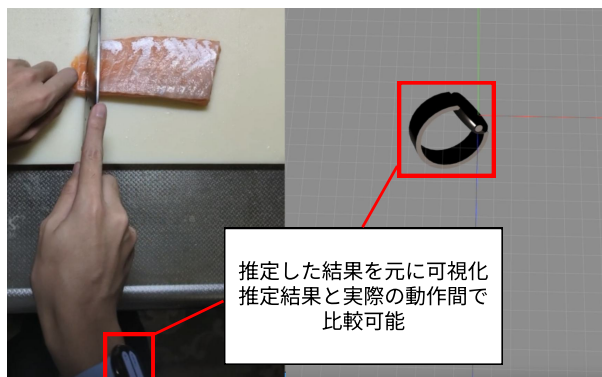 推定した結果を元に可視化
推定結果と実際の動作間で
比較可能